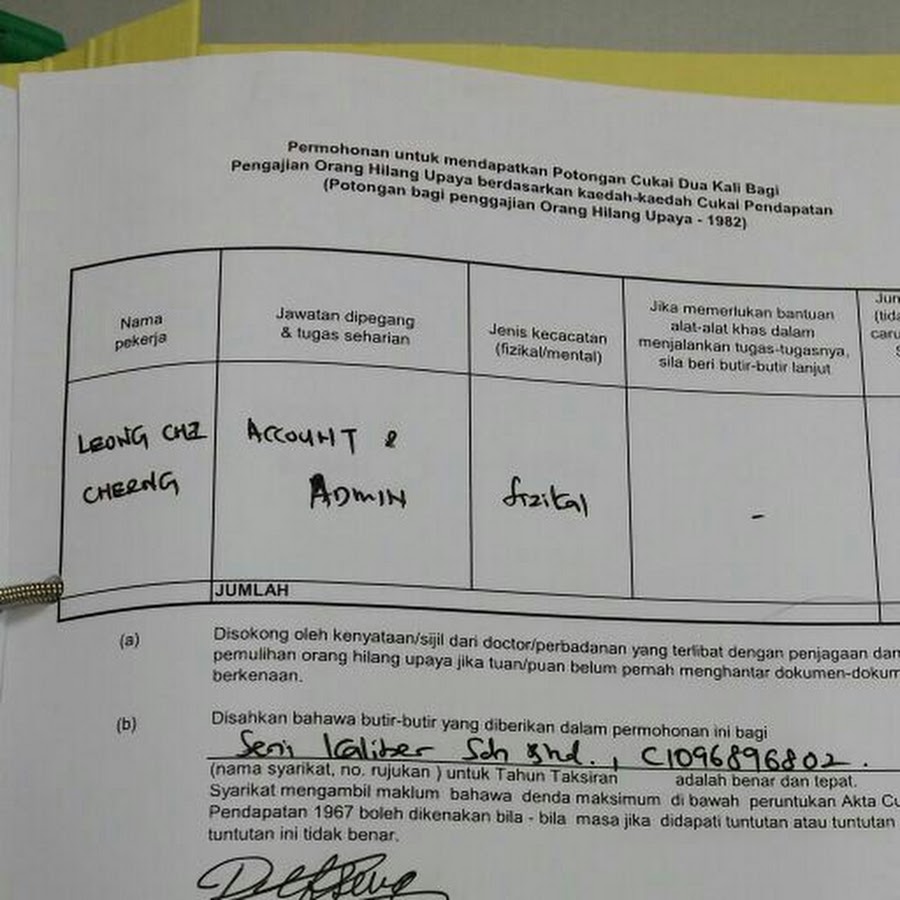 Permohonan untuk mendapatkan Potongan Cukai Dua Kali Bagi
Pengajian Orang Hilang Upaya berdasarkan kaedah-kaedah Cukai Pendapatan
(Potongan bagi penggajian Orang Hilang Upaya - 1982)
Nama
pekerja
Jawatan dipegang
& tugas seharian
Jenis kecacatan
(fizikal/mental)
Jika memerlukan bantuan
alat-alat khas dalam
menjalankan tugas-tugasnya,
sila beri butir-butir lanjut
Jun
(tida
caru
S
LEONG CHI
CHERNG
ACCOUNT &
ADMIN
fizikal
-
JUMLAH
(a) Disokong oleh kenyataan/sijil dari doctor/perbadanan yang terlibat dengan penjagaan dan
pemulihan orang hilang upaya jika tuan/puan belum pernah menghantar dokumen-dokum
berkenaan.
(b) Disahkan bahawa butir-butir yang diberikan dalam permohonan ini bagi
Seni Kaliber Sdn Bhd., C1096896802.
(nama syarikat, no. rujukan ) untuk Tahun Taksiran adalah benar dan tepat.
Syarikat mengambil maklum bahawa denda maksimum di bawah peruntukan Akta Cu
Pendapatan 1967 boleh dikenakan bila - bila masa jika didapati tuntutan atau tuntutan
tuntutan ini tidak benar.